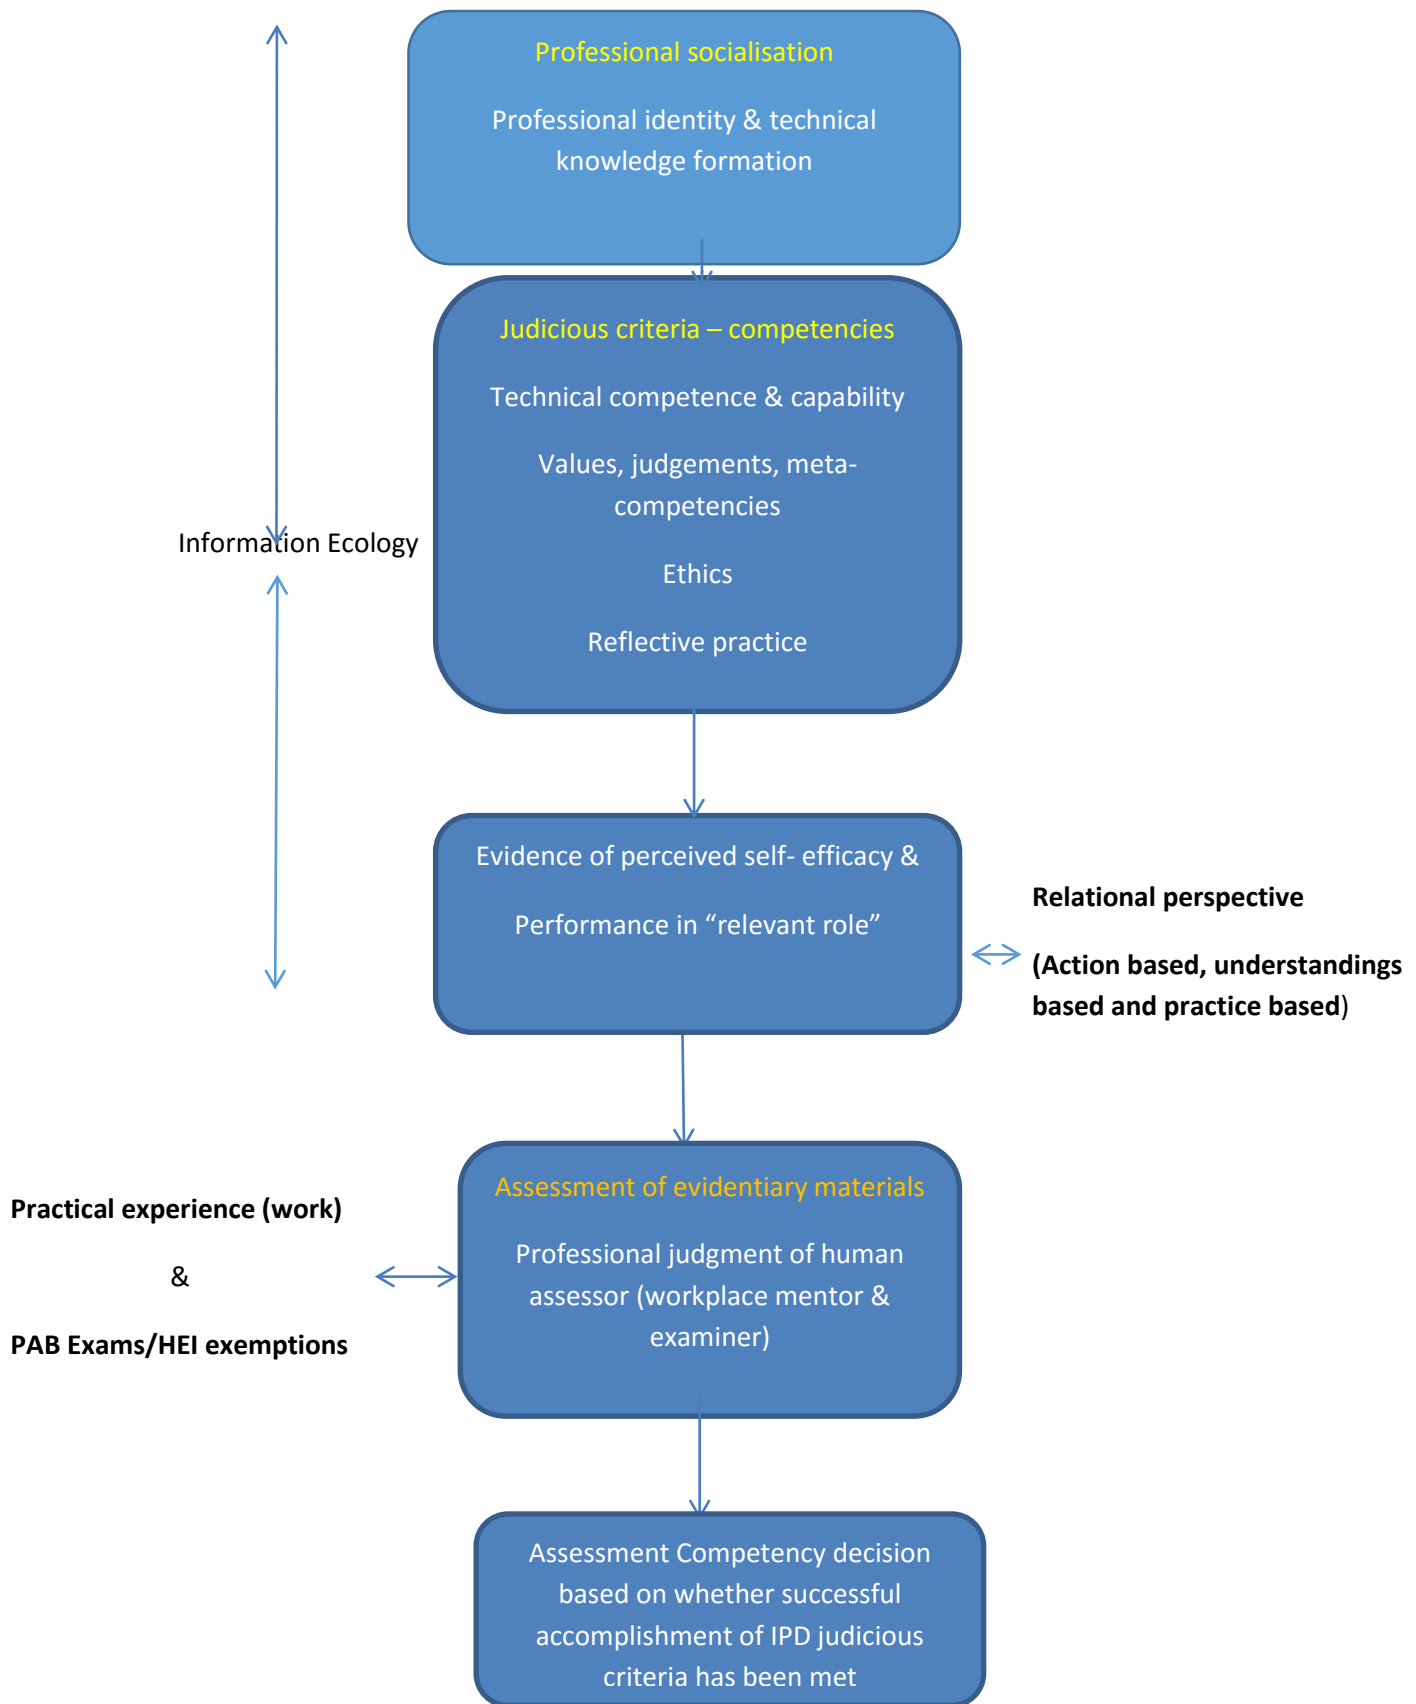 Professional socialisation
Professional identity & technical
knowledge formation
Judicious criteria – competencies
Technical competence & capability
Values, judgements, meta-
competencies
Information Ecology
Ethics
Reflective practice
Evidence of perceived self- efficacy &
Performance in “relevant role”
Relational perspective
(Action based, understandings
based and practice based)
Assessment of evidentiary materials
Professional judgment of human
assessor (workplace mentor &
examiner)
Practical experience (work)
&
PAB Exams/HEI exemptions
Assessment Competency decision
based on whether successful
accomplishment of IPD judicious
criteria has been met